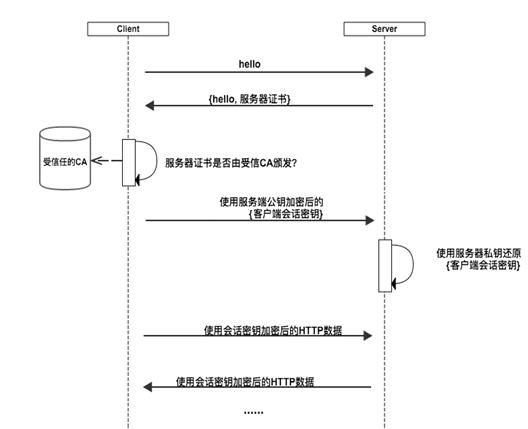 Client
Server
hello
{hello, 服务器证书}
受信任的CA
服务器证书是否由受信CA颁发?
使用服务端公钥加密后的
{客户端会话密钥}
使用服务器私钥还原
{客户端会话密钥}
使用会话密钥加密后的HTTP数据
使用会话密钥加密后的HTTP数据
......